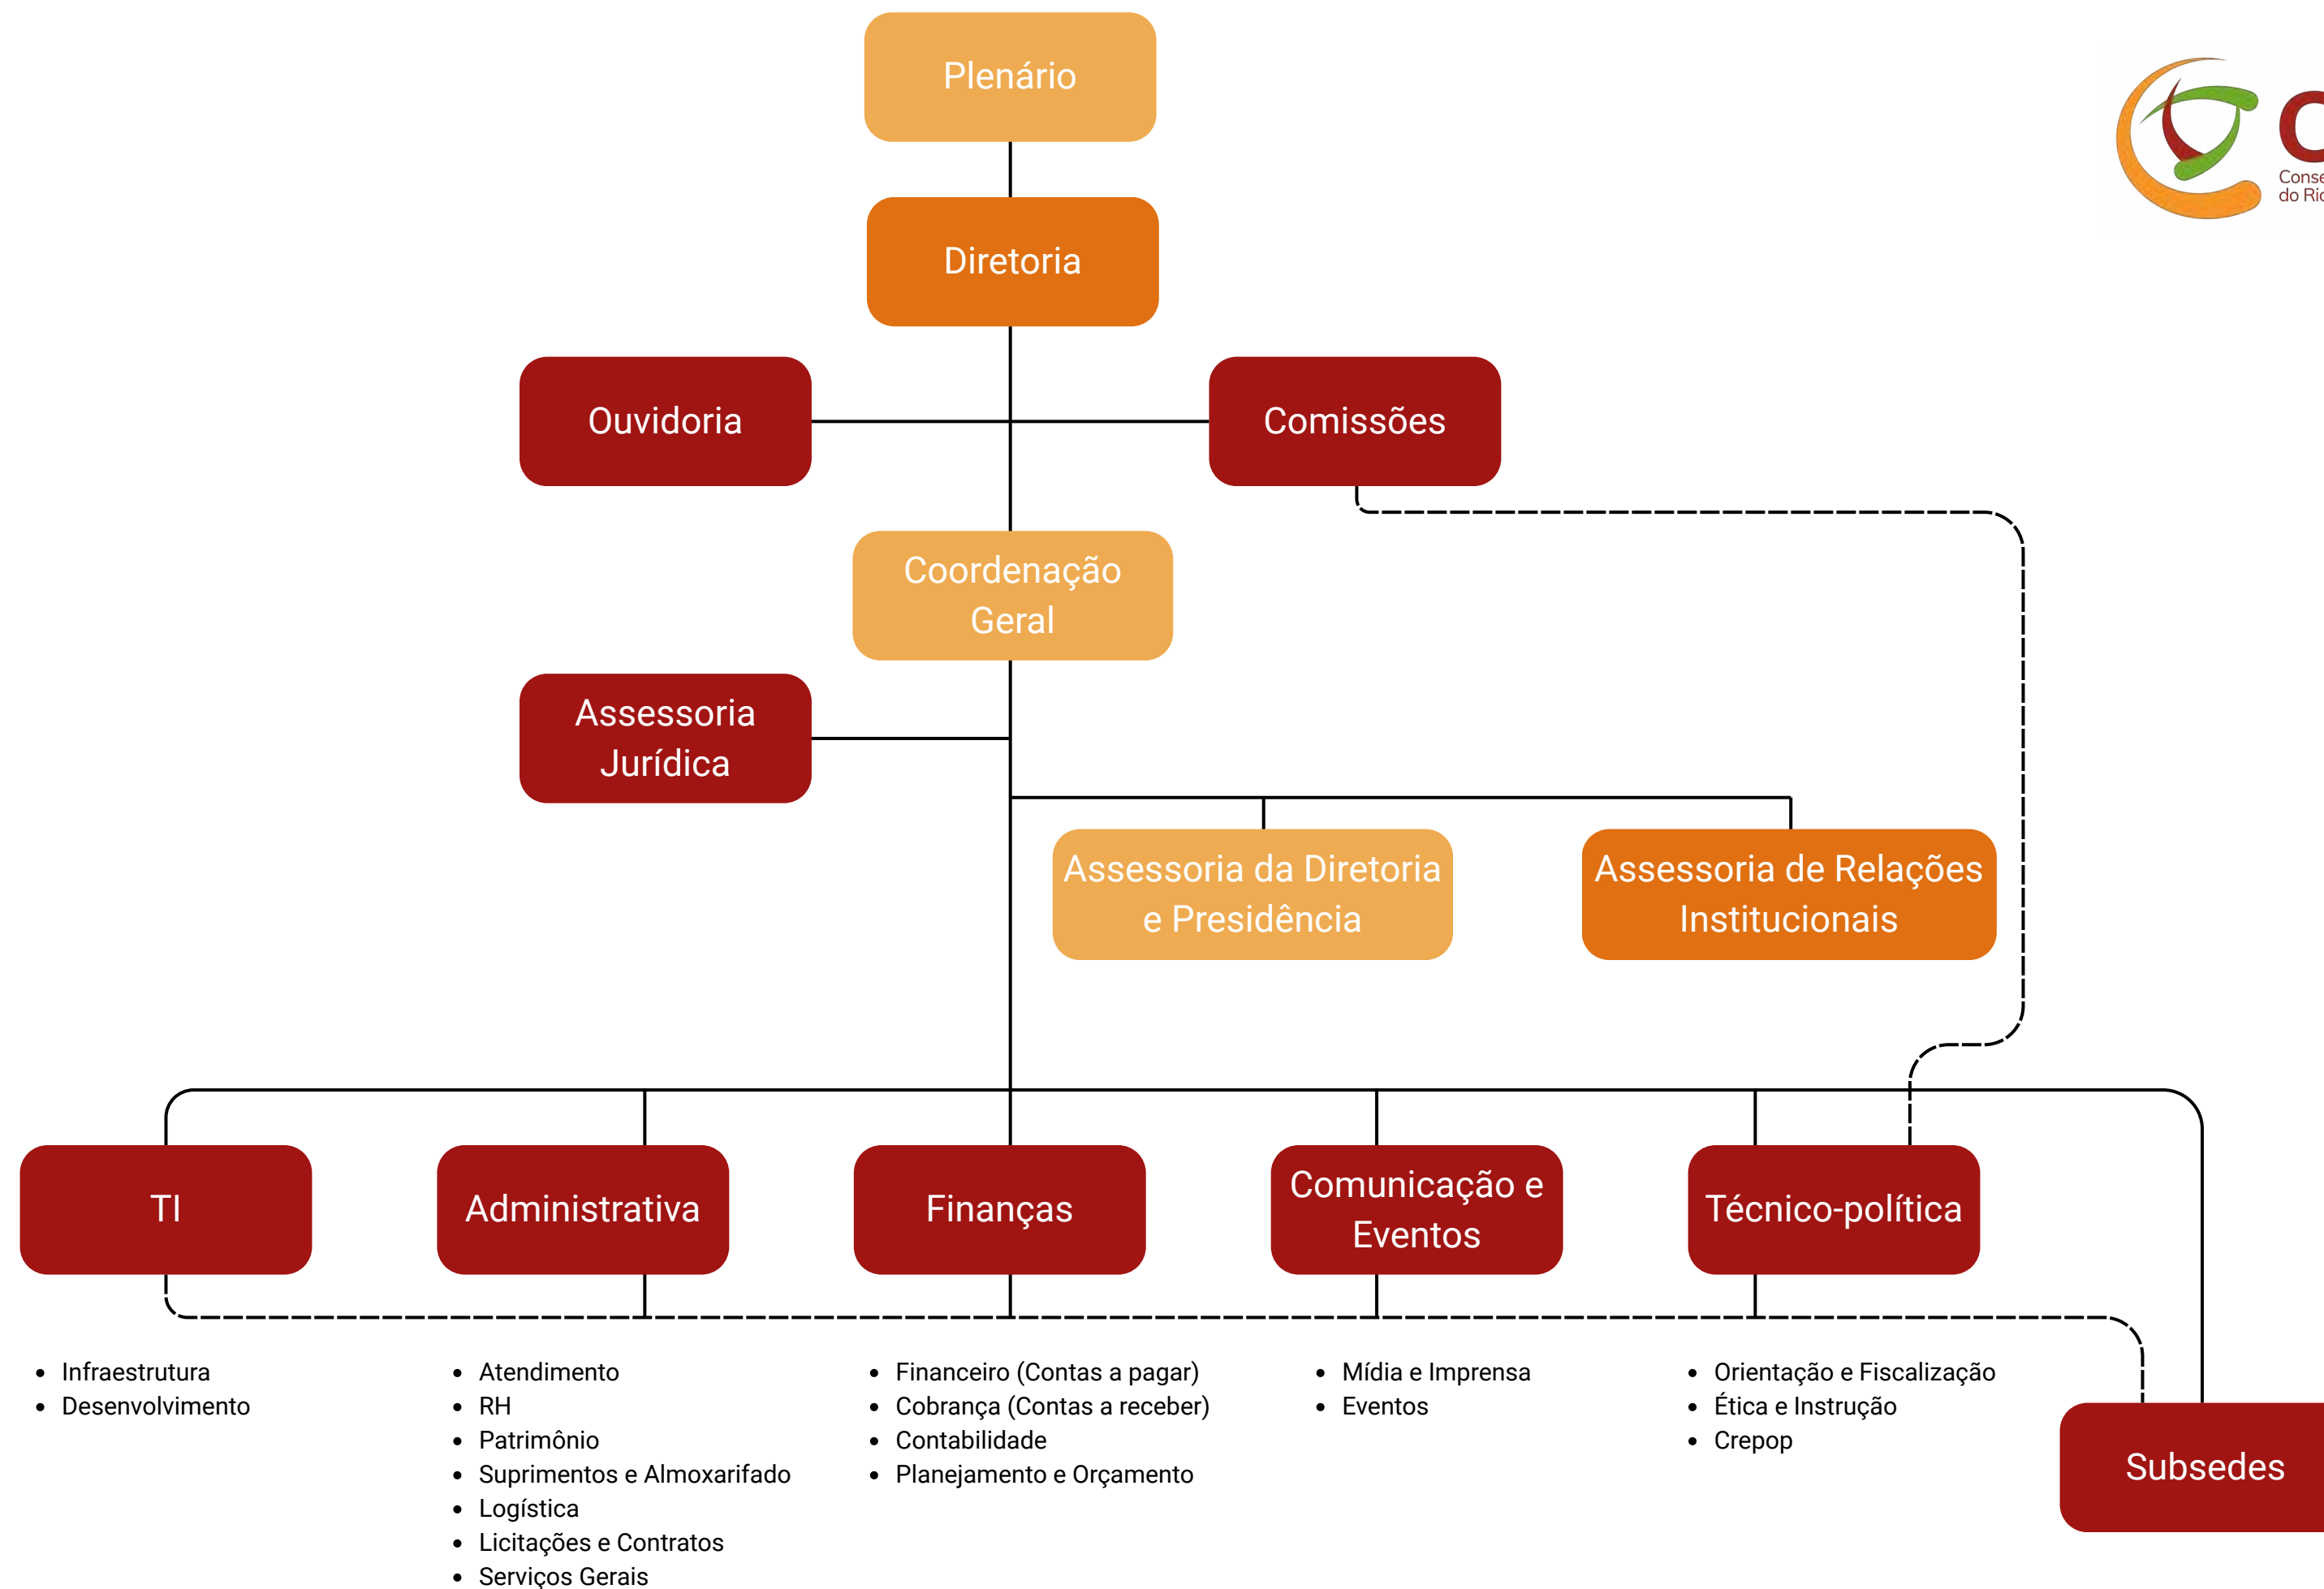 Plenário
Diretoria
Ouvidoria
Comissões
Coordenação
Geral
Assessoria
Jurídica
Assessoria da Diretoria
e Presidência
Assessoria de Relações
Institucionais
TI
Administrativa
Finanças
Comunicação e
Eventos
Técnico-política
Infraestrutura
Desenvolvimento
Atendimento
RH
Patrimônio
Suprimentos e Almoxarifado
Logística
Licitações e Contratos
Serviços Gerais
Financeiro (Contas a pagar)
Cobrança (Contas a receber)
Contabilidade
Planejamento e Orçamento
Mídia e Imprensa
Eventos
Orientação e Fiscalização
Ética e Instrução
Crepop
Subsedes
do